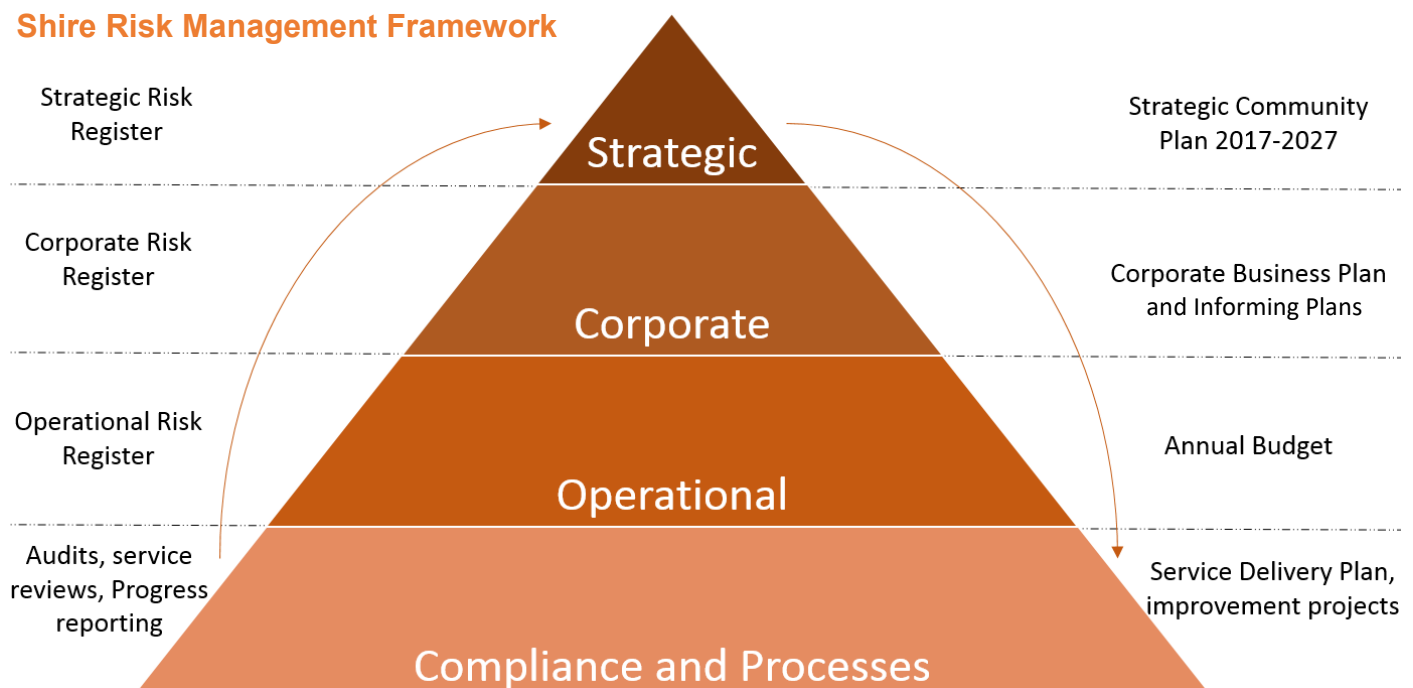 Shire Risk Management Framework
Strategic Risk
Register
Strategic
Strategic Community
Plan 2017-2027
Corporate Risk
Register
Corporate
Corporate Business Plan
and Informing Plans
Operational Risk
Register
Operational
Annual Budget
Audits, service
reviews, Progress
reporting
Compliance and Processes
Service Delivery Plan,
improvement projects